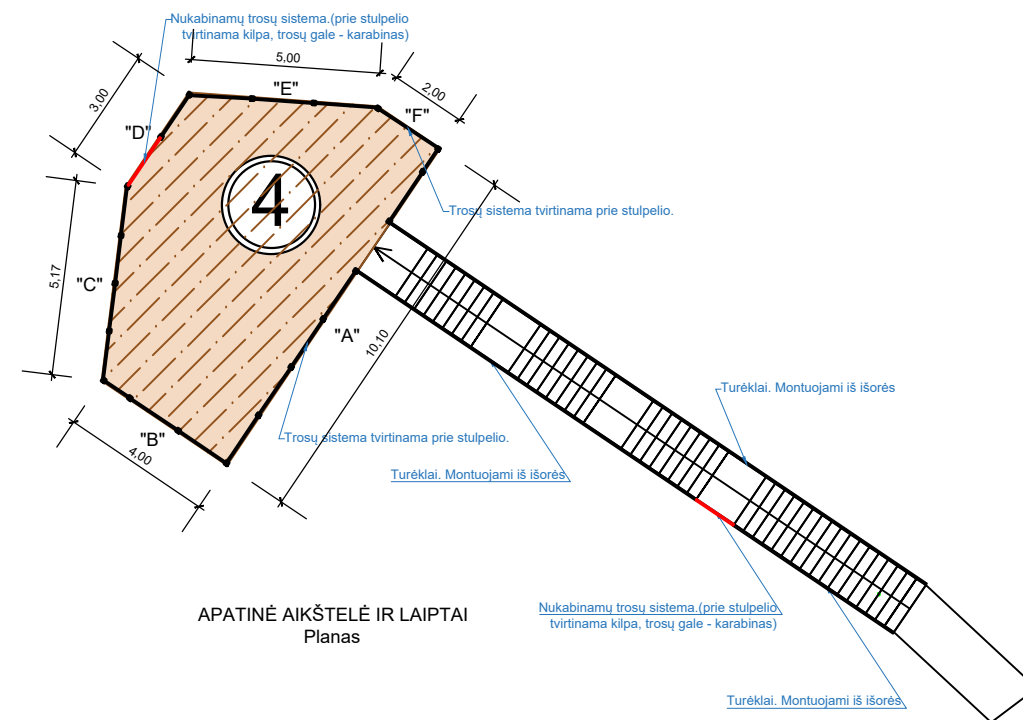 Nukabinamų trosų sistema.(prie stulpelio
tvirtinama kilpa, trosų gale - karabinas)
5,00
2,00
3,00
"E"
"F"
"D"
4
Trosų sistema tvirtinama prie stulpelio.
5,17
"C"
"A"
10,10
Turėklai. Montuojami iš išorės
"B"
4,00
Trosų sistema tvirtinama prie stulpelio.
Turėklai. Montuojami iš išorės
APATINĖ AIKŠTELĖ IR LAIPTAI
Planas
Nukabinamų trosų sistema.(prie stulpelio
tvirtinama kilpa, trosų gale - karabinas)
Turėklai. Montuojami iš išorės